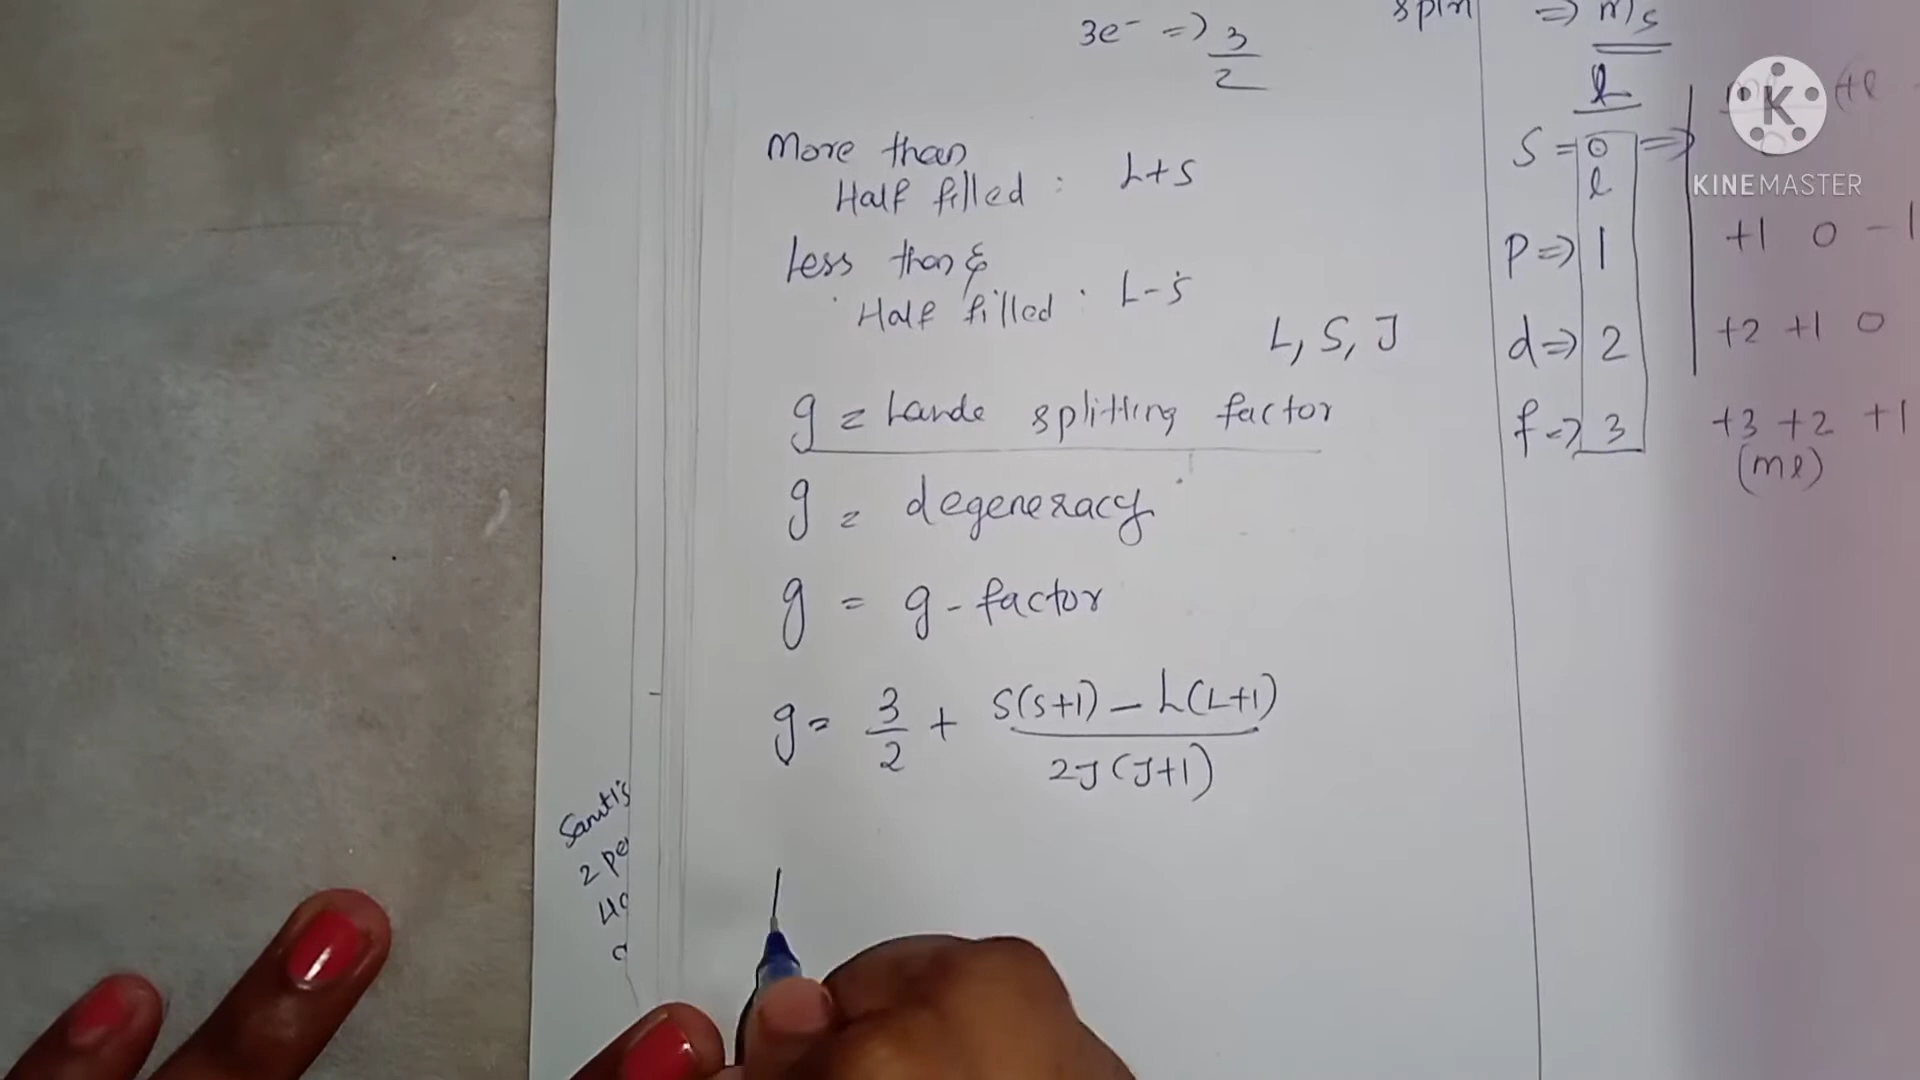 3e⁻ => 3/2
spin => ms
l
More than
Half filled : L+S
Less than &
Half filled : L-S
L, S, J
g = Lande splitting factor
g = degeneracy
g = g-factor
g = 3/2 + S(S+1) - L(L+1) / 2J(J+1)
S = 0 =>
l
p => 1 +1 0 -1
d => 2 +2 +1 0
f => 3 +3 +2 +1
(ml)
KINEMASTER
2